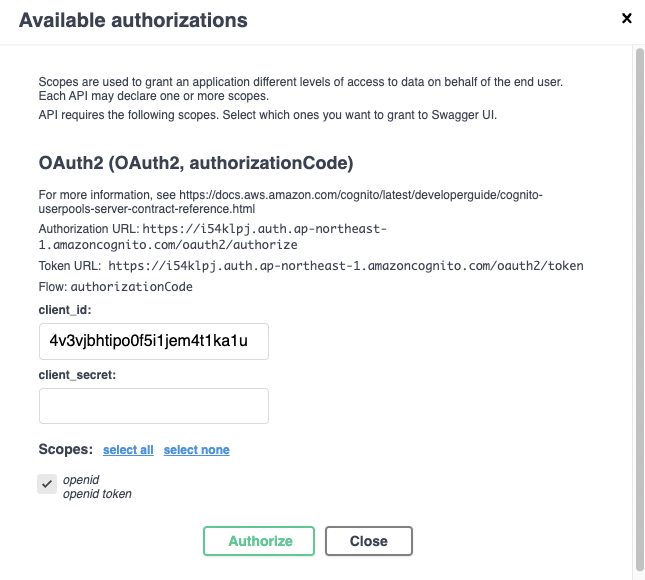 Available authorizations
×
Scopes are used to grant an application different levels of access to data on behalf of the end user.
Each API may declare one or more scopes.
API requires the following scopes. Select which ones you want to grant to Swagger UI.
OAuth2 (OAuth2, authorizationCode)
For more information, see https://docs.aws.amazon.com/cognito/latest/developerguide/cognito-
userpools-server-contract-reference.html
Authorization URL: https://i54klpj.auth.ap-northeast-
1.amazoncognito.com/oauth2/authorize
Token URL: https://i54klpj.auth.ap-northeast-1.amazoncognito.com/oauth2/token
Flow: authorizationCode
client_id:
4v3vjbhtipo0f5i1jem4t1ka1u
client_secret:
Scopes: select all select none
openid
openid token
Authorize Close